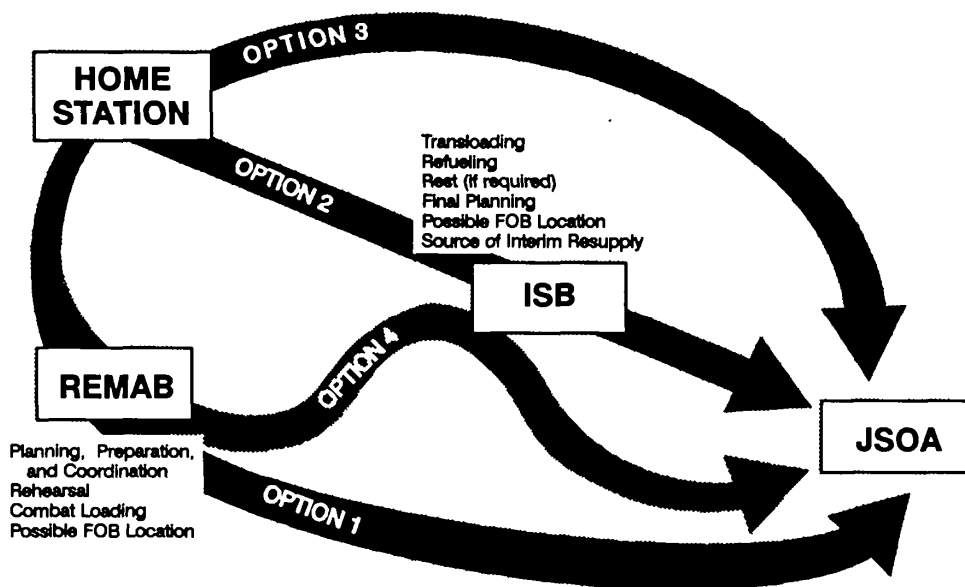 OPTION 3
HOME
STATION
OPTION 2
Transloading
Refueling
Rest (if required)
Final Planning
Possible FOB Location
Source of Interim Resupply
ISB
OPTION 4
REMAB
JSOA
Planning, Preparation,
and Coordination
Rehearsal
Combat Loading
Possible FOB Location
OPTION 1